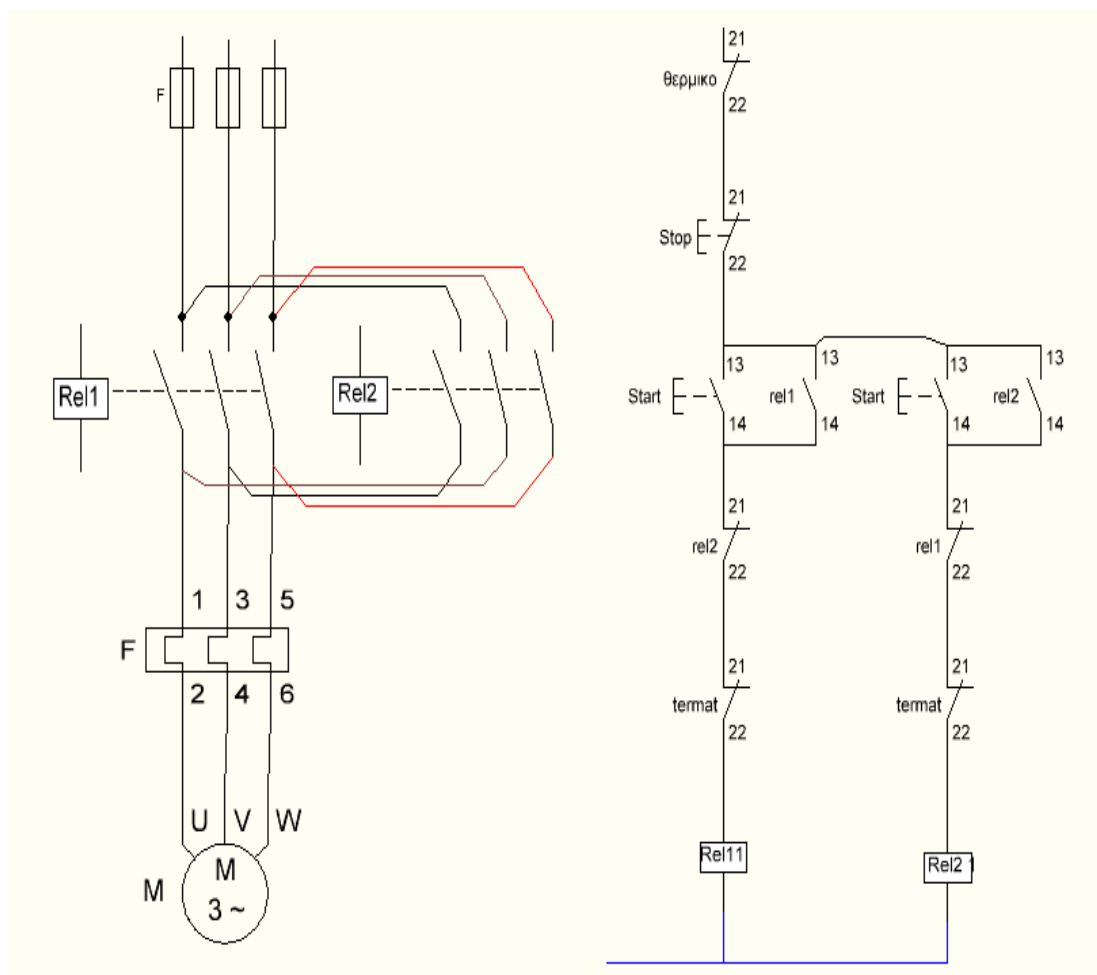 F
Rel1
Rel2
1 3 5
F
2 4 6
U V W
M
M
3 ~
21
θερμικο
22
21
Stop
22
13 13 13 13
Start rel1 Start rel2
14 14 14 14
21 21
rel2 rel1
22 22
21 21
termat termat
22 22
Rel11 Rel2 1